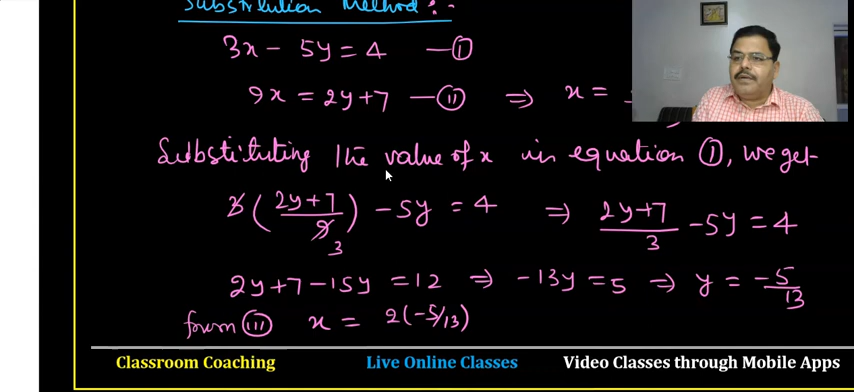 Substitution Method:-
3x - 5y = 4 —(I)
9x = 2y+7 —(II) ⇒ x =
Substituting the value of x in equation (I), we get-
3(2y+7/9 3) - 5y = 4 ⇒ 2y+7/3 - 5y = 4
2y+7-15y = 12 ⇒ -13y = 5 ⇒ y = -5/13
from (III) x = 2(-5/13)
Classroom Coaching Live Online Classes Video Classes through Mobile Apps